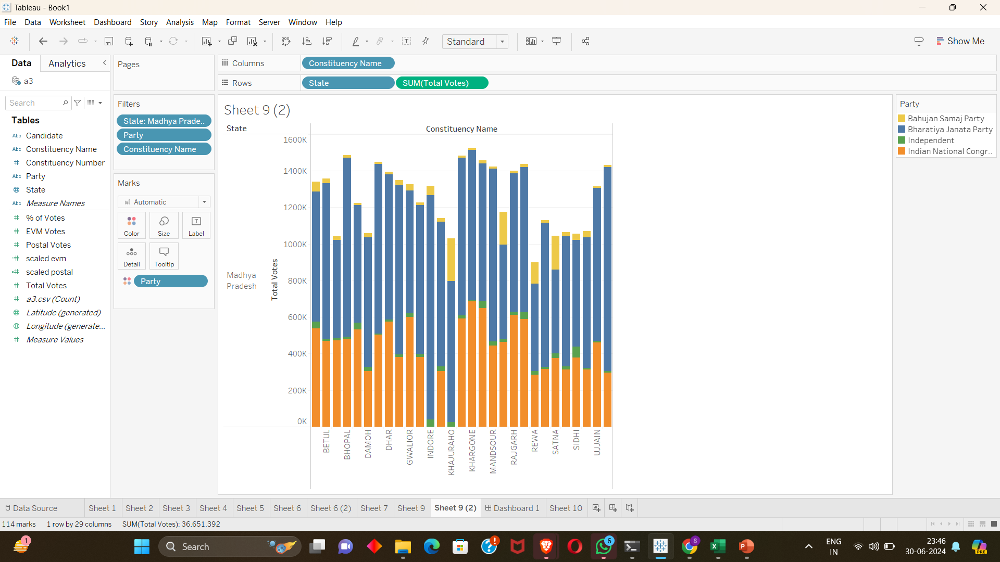 Tableau - Book1
File Data Worksheet Dashboard Story Analysis Map Format Server Window Help
Standard
Show Me
Data Analytics
a3
Search
Tables
Abc Candidate
Abc Constituency Name
# Constituency Number
Abc Party
State
Abc Measure Names
# % of Votes
# EVM Votes
# Postal Votes
=# scaled evm
=# scaled postal
# Total Votes
# a3.csv (Count)
Latitude (generated)
Longitude (generate...
# Measure Values
Pages
Filters
State: Madhya Prade..
Party
Constituency Name
Marks
Automatic
Color Size Label
Detail Tooltip
Party
Columns Constituency Name
Rows State SUM(Total Votes)
Sheet 9 (2)
State
Constituency Name
1600K
1400K
1200K
1000K
800K
600K
400K
200K
0K
Total Votes
Madhya
Pradesh
BETUL
BHOPAL
DAMOH
DHAR
GWALIOR
INDORE
KHAJURAHO
KHARGONE
MANDSOUR
RAJGARH
REWA
SATNA
SIDHI
UJJAIN
Party
Bahujan Samaj Party
Bharatiya Janata Party
Independent
Indian National Congr..
Data Source Sheet 1 Sheet 2 Sheet 3 Sheet 4 Sheet 5 Sheet 6 Sheet 6 (2) Sheet 7 Sheet 9 Sheet 9 (2) Dashboard 1 Sheet 10
114 marks 1 row by 29 columns SUM(Total Votes): 36,651,392
1
Search
6
S
ENG
IN
23:46
30-06-2024
PRE